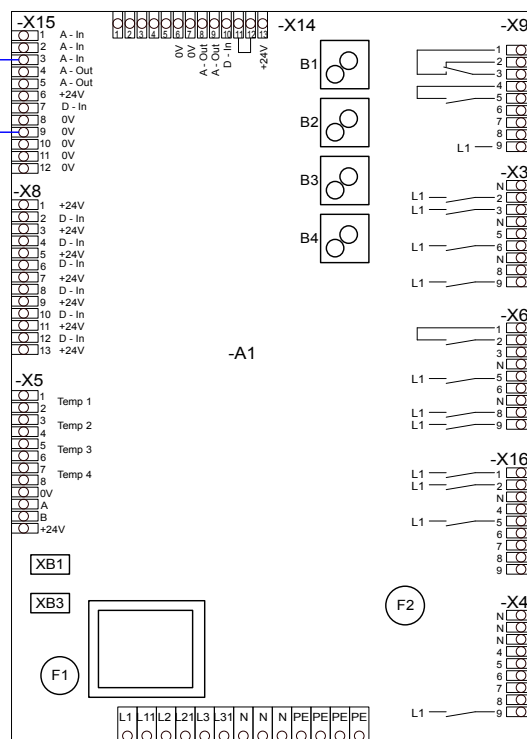 -X15
1 A - In
2 A - In
3 A - In
4 A - Out
5 A - Out
6 +24V
7 D - In
8 0V
9 0V
10 0V
11 0V
12 0V
-X8
1 +24V
2 D - In
3 +24V
4 D - In
5 +24V
6 D - In
7 +24V
8 D - In
9 +24V
10 D - In
11 +24V
12 D - In
13 +24V
-X5
1
2
Temp 1
3
4
Temp 2
5
6
Temp 3
7
8
Temp 4
0V
A
B
+24V
XB1
XB3
F1
1 2 3 4 5 6 7 8 9 10 11 12 13
-X14
0V
0V
A - Out
A - Out
D - In
+24V
B1
B2
B3
B4
-A1
F2
L1 L11 L2 L21 L3 L31 N N N PE PE PE PE
-X9
1
2
3
4
5
6
7
8
L1 9
-X3
N
L1 2
L1 3
N
5
L1 6
N
8
L1 9
-X6
1
2
3
N
L1 5
6
N
L1 8
L1 9
-X16
L1 1
L1 2
N
4
L1 5
6
7
8
9
-X4
N
N
N
4
5
6
7
8
L1 9